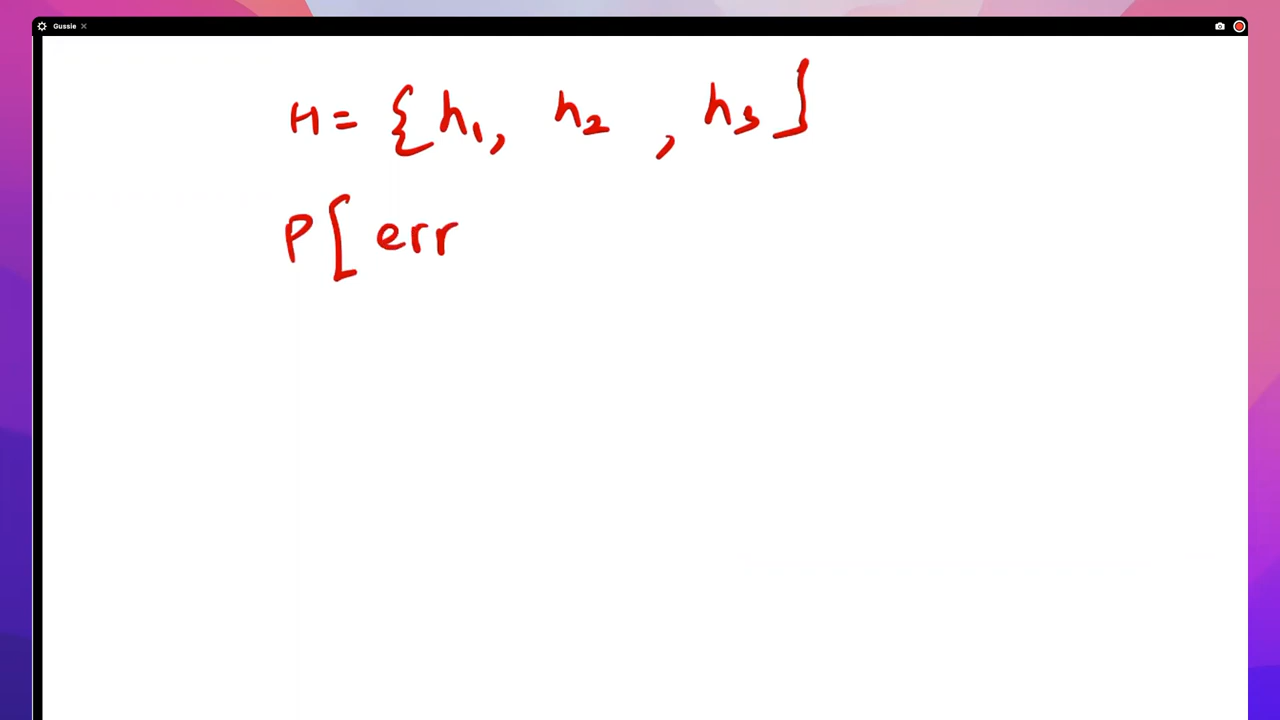 Gussie ×
H = {h₁, h₂, h₃}
P[ err